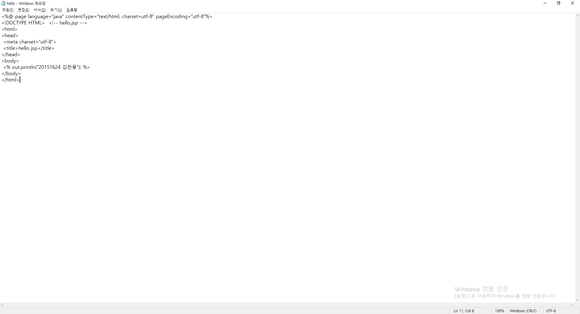 hello - Windows 메모장
파일(F) 편집(E) 서식(O) 보기(V) 도움말
<%@ page language="java" contentType="text/html; charset=utf-8" pageEncoding="utf-8"%>
<!DOCTYPE HTML> <!-- hello.jsp -->
<html>
<head>
<meta charset="utf-8">
<title>hello jsp</title>
</head>
<body>
<% out.println("20151624 김찬용"); %>
</body>
</html>
Windows 정품 인증
[설정]으로 이동하여 Windows를 정품 인증합니다.
Ln 11, Col 8 100% Windows (CRLF) UTF-8